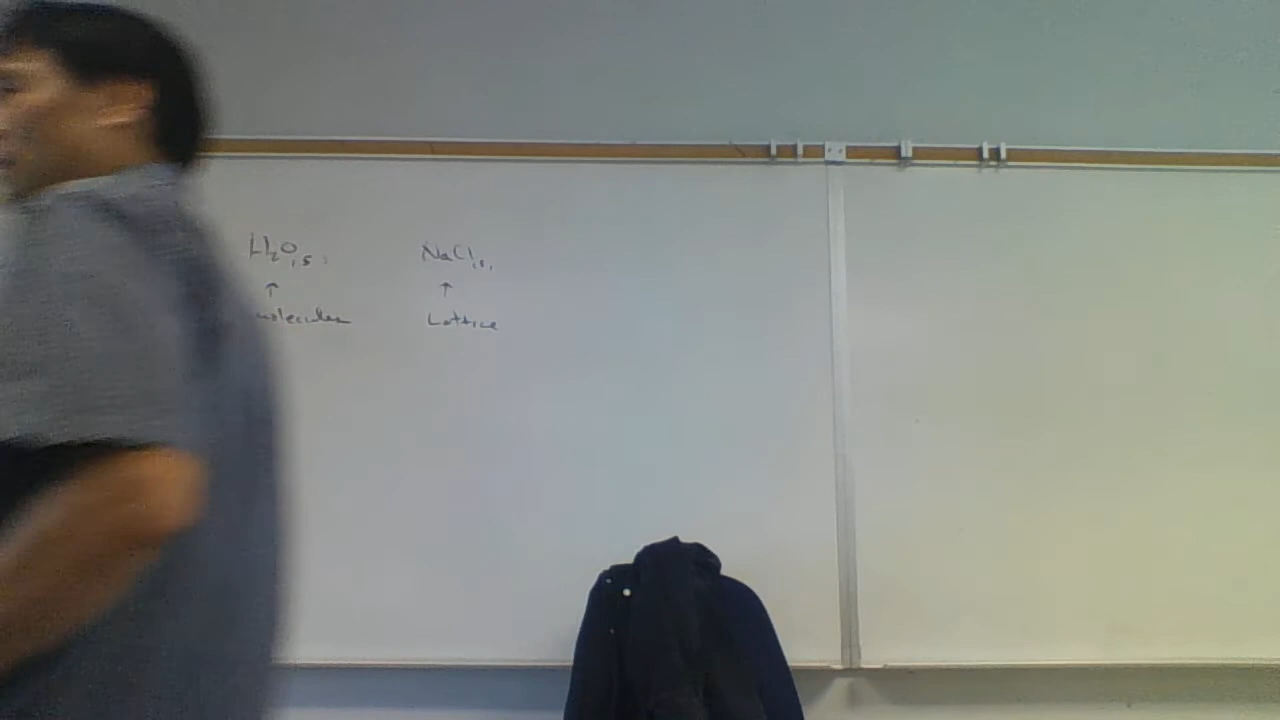 H₂O(s) NaCl(s)
↑ ↑
molecules Lattice